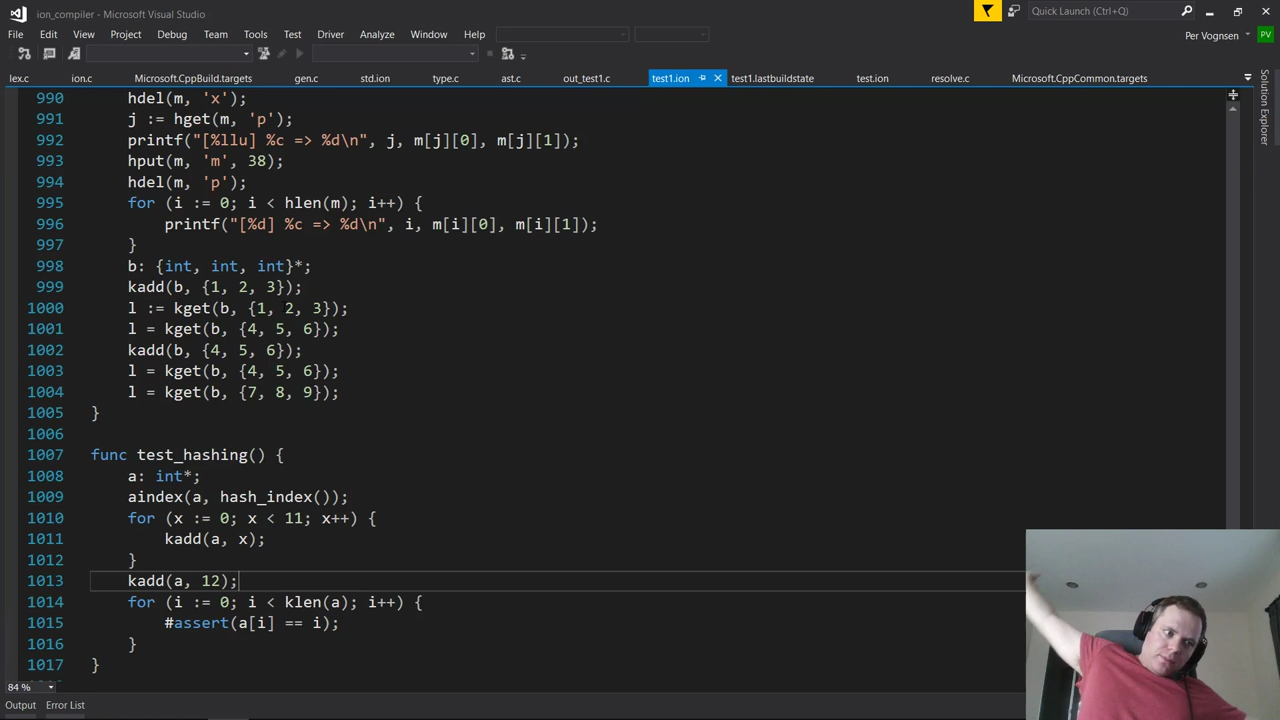 ion_compiler - Microsoft Visual Studio
Quick Launch (Ctrl+Q)
File Edit View Project Debug Team Tools Test Driver Analyze Window Help
Per Vognsen PV
lex.c ion.c Microsoft.CppBuild.targets gen.c std.ion type.c ast.c out_test1.c test1.ion test1.lastbuildstate test.ion resolve.c Microsoft.CppCommon.targets
Solution Explorer
990 hdel(m, 'x');
991 j := hget(m, 'p');
992 printf("[%llu] %c => %d\n", j, m[j][0], m[j][1]);
993 hput(m, 'm', 38);
994 hdel(m, 'p');
995 for (i := 0; i < hlen(m); i++) {
996 printf("[%d] %c => %d\n", i, m[i][0], m[i][1]);
997 }
998 b: {int, int, int}*;
999 kadd(b, {1, 2, 3});
1000 l := kget(b, {1, 2, 3});
1001 l = kget(b, {4, 5, 6});
1002 kadd(b, {4, 5, 6});
1003 l = kget(b, {4, 5, 6});
1004 l = kget(b, {7, 8, 9});
1005 }
1006
1007 func test_hashing() {
1008 a: int*;
1009 aindex(a, hash_index());
1010 for (x := 0; x < 11; x++) {
1011 kadd(a, x);
1012 }
1013 kadd(a, 12);
1014 for (i := 0; i < klen(a); i++) {
1015 #assert(a[i] == i);
1016 }
1017 }
84 %
Output Error List